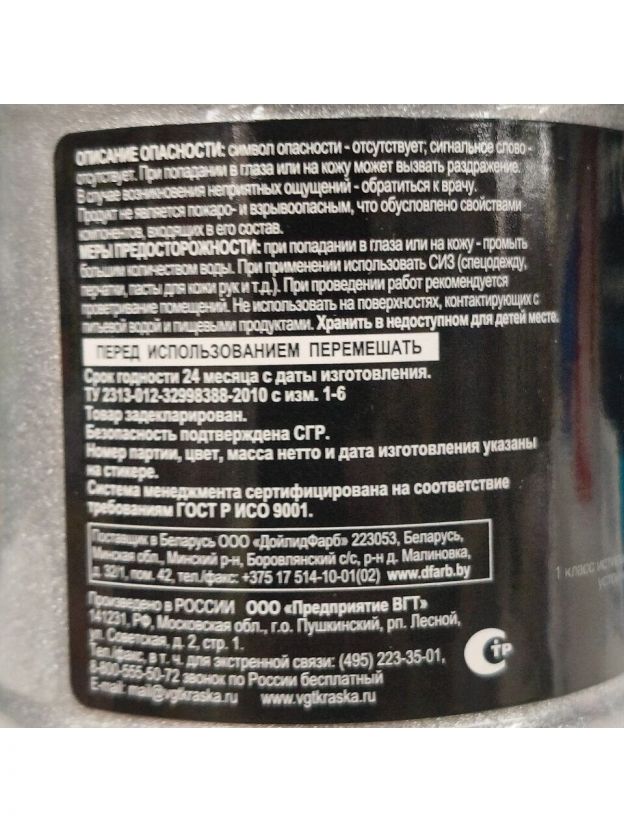 ОПИСАНИЕ ОПАСНОСТИ: символ опасности - отсутствует, сигнальное слово -
отсутствует. При попадании в глаза или на кожу может вызвать раздражение.
В случае возникновения неприятных ощущений - обратиться к врачу.
Продукт не является пожаро- и взрывоопасным, что обусловлено свойствами
компонентов, входящих в его состав.
МЕРЫ ПРЕДОСТОРОЖНОСТИ: при попадании в глаза или на кожу - промыть
большим количеством воды. При применении использовать СИЗ (спецодежду,
перчатки, пасты для кожи рук и т.д.). При проведении работ рекомендуется
проветривание помещений. Не использовать на поверхностях, контактирующих с
питьевой водой и пищевыми продуктами. Хранить в недоступном для детей месте.
ПЕРЕД ИСПОЛЬЗОВАНИЕМ ПЕРЕМЕШАТЬ
Срок годности 24 месяца с даты изготовления.
ТУ 2313-012-32998388-2010 с изм. 1-6
Товар задекларирован.
Безопасность подтверждена СГР.
Номер партии, цвет, масса нетто и дата изготовления указаны
на стикере.
Система менеджмента сертифицирована на соответствие
требованиям ГОСТ Р ИСО 9001.
Поставщик в Беларусь ООО «ДойлидФарб» 223053, Беларусь,
Минская обл., Минский р-н, Боровлянский с/с, р-н д. Малиновка,
д. 32/1, пом. 42, тел./факс: +375 17 514-10-01(02) www.dfarb.by
Произведено в РОССИИ ООО «Предприятие ВГТ»
141231, РФ, Московская обл., г.о. Пушкинский, рп. Лесной,
ул. Советская, д. 2, стр. 1.
Тел./факс, в т. ч. для экстренной связи: (495) 223-35-01,
8-800-555-50-72 звонок по России бесплатный
E-mail: mail@vgtkraska.ru www.vgtkraska.ru
СТР
1 класс